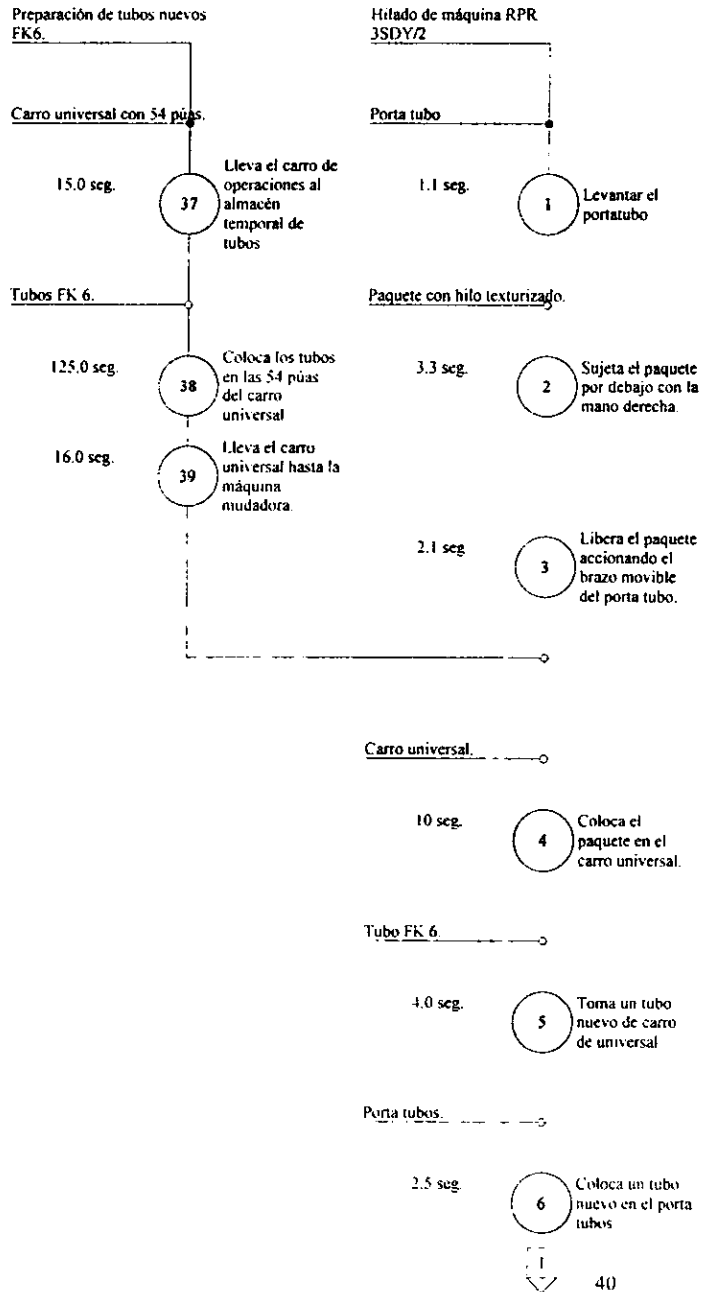 Preparación de tubos nuevos
FK6.
Carro universal con 54 púas.
15.0 seg.
37
Lleva el carro de
operaciones al
almacén
temporal de
tubos
Tubos FK 6.
125.0 seg.
38
Coloca los tubos
en las 54 púas
del carro
universal
16.0 seg.
39
Lleva el carro
universal hasta la
máquina
mudadora.
Hilado de máquina RPR
3SDY/2
Porta tubo
1.1 seg.
1
Levantar el
portatubo
Paquete con hilo texturizado.
3.3 seg.
2
Sujeta el paquete
por debajo con la
mano derecha.
2.1 seg
3
Libera el paquete
accionando el
brazo movible
del porta tubo.
Carro universal.
10 seg.
4
Coloca el
paquete en el
carro universal.
Tubo FK 6.
4.0 seg.
5
Toma un tubo
nuevo de carro
de universal
Porta tubos.
2.5 seg.
6
Coloca un tubo
nuevo en el porta
tubos
1
40